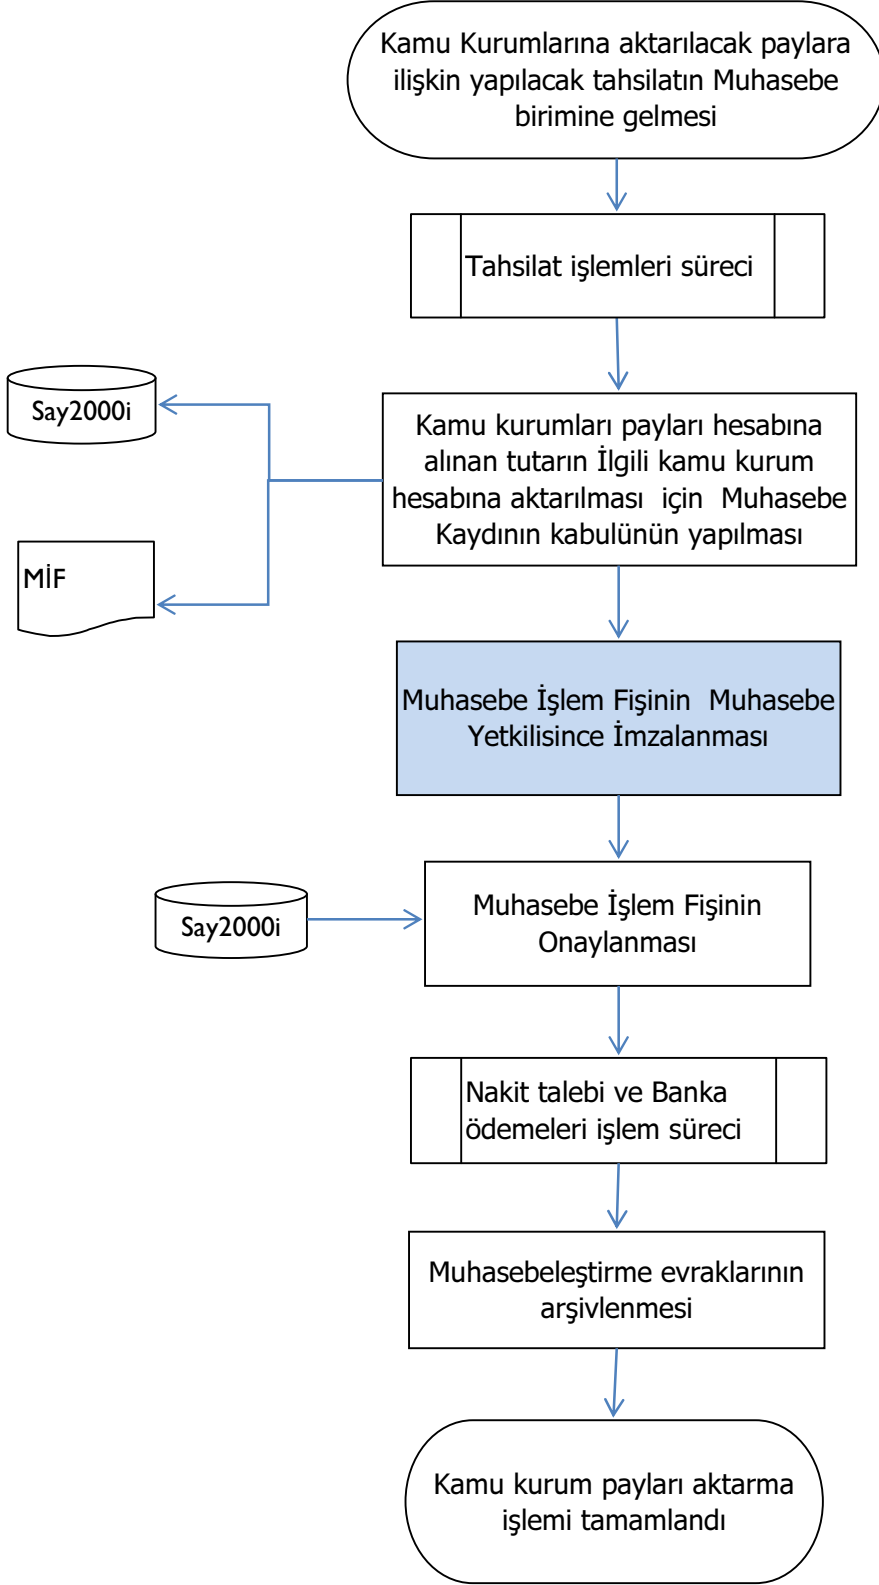 Kamu Kurumlarına aktarılacak paylara
ilişkin yapılacak tahsilatın Muhasebe
birimine gelmesi
Tahsilat işlemleri süreci
Say2000i
Kamu kurumları payları hesabına
alınan tutarın İlgili kamu kurum
hesabına aktarılması için Muhasebe
Kaydının kabulünün yapılması
MİF
Muhasebe İşlem Fişinin Muhasebe
Yetkilisince İmzalanması
Say2000i
Muhasebe İşlem Fişinin
Onaylanması
Nakit talebi ve Banka
ödemeleri işlem süreci
Muhasebeleştirme evraklarının
arşivlenmesi
Kamu kurum payları aktarma
işlemi tamamlandı